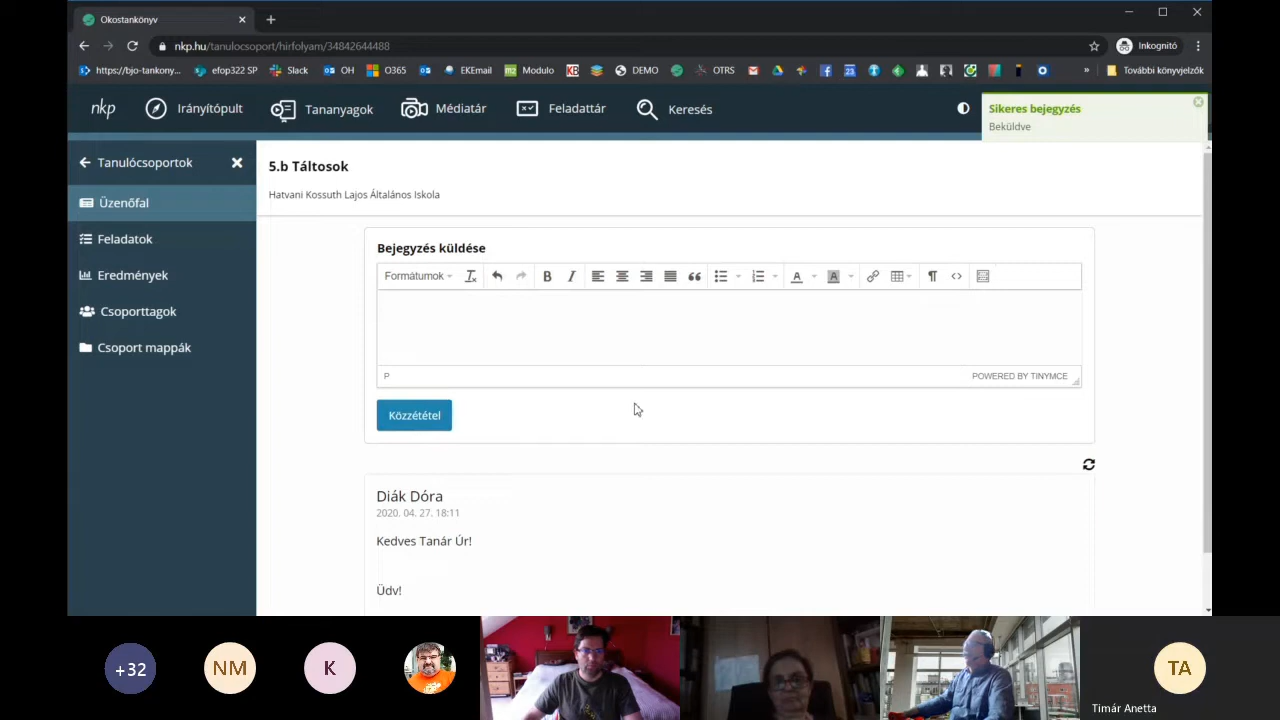 Okostankönyv
nkp.hu/tanulocsoport/hirfolyam/34842644488
Inkognitó
https://bjo-tankony...
efop322 SP
Slack
OH
O365
EKEmail
m2 Modulo
KB
DEMO
OTRS
»
További könyvjelzők
nkp
Irányítópult
Tananyagok
Médiatár
Feladattár
Keresés
Sikeres bejegyzés
Beküldve
Tanulócsoportok
5.b Táltosok
Hatvani Kossuth Lajos Általános Iskola
Üzenőfal
Feladatok
Eredmények
Csoporttagok
Csoport mappák
Bejegyzés küldése
Formátumok
P
POWERED BY TINYMCE
Közzététel
Diák Dóra
2020. 04. 27. 18:11
Kedves Tanár Úr!
Üdv!
+32
NM
K
TA
Timár Anetta